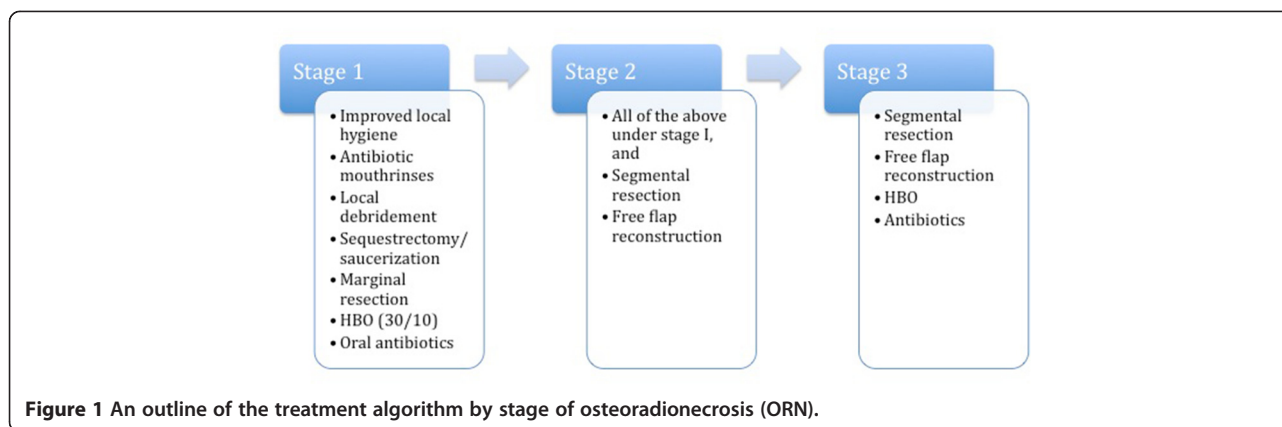 Stage 1
• Improved local
hygiene
• Antibiotic
mouthrinses
• Local
debridement
• Sequestrectomy/
saucerization
• Marginal
resection
• HBO (30/10)
• Oral antibiotics
Stage 2
• All of the above
under stage I,
and
• Segmental
resection
• Free flap
reconstruction
Stage 3
• Segmental
resection
• Free flap
reconstruction
• HBO
• Antibiotics
Figure 1 An outline of the treatment algorithm by stage of osteoradionecrosis (ORN).